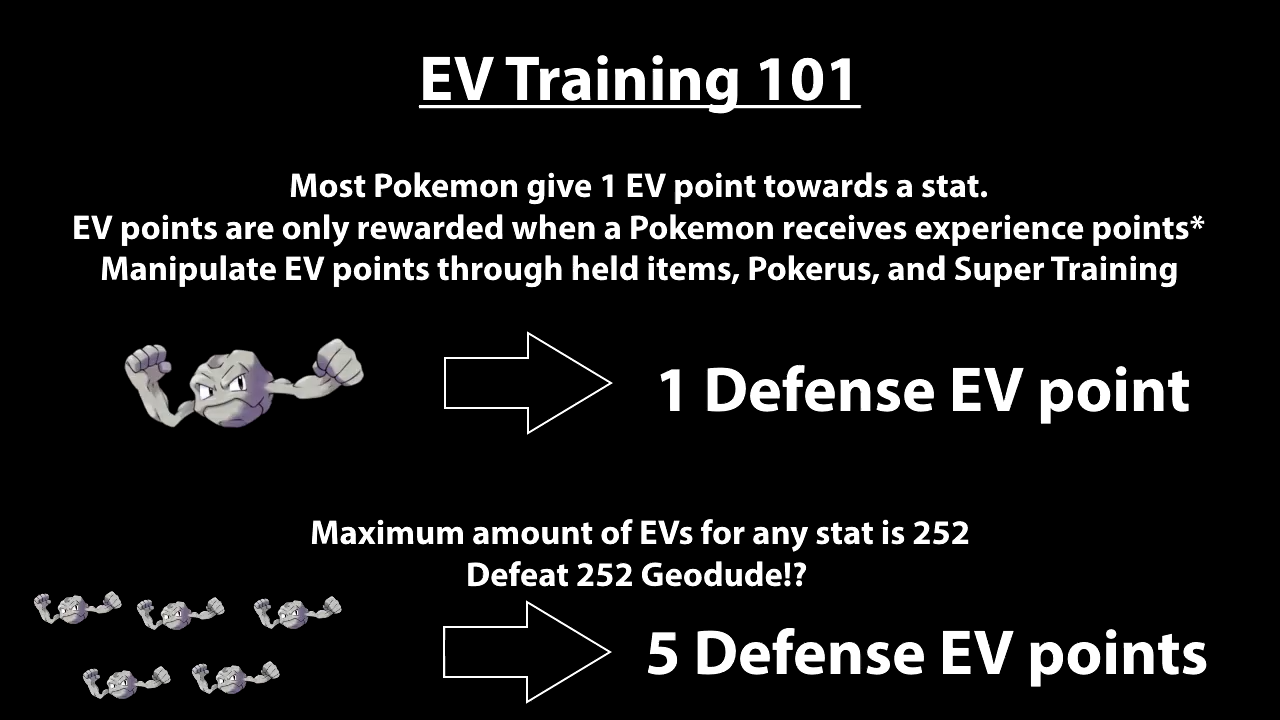 EV Training 101
Most Pokemon give 1 EV point towards a stat.
EV points are only rewarded when a Pokemon receives experience points*
Manipulate EV points through held items, Pokerus, and Super Training
1 Defense EV point
Maximum amount of EVs for any stat is 252
Defeat 252 Geodude!?
5 Defense EV points